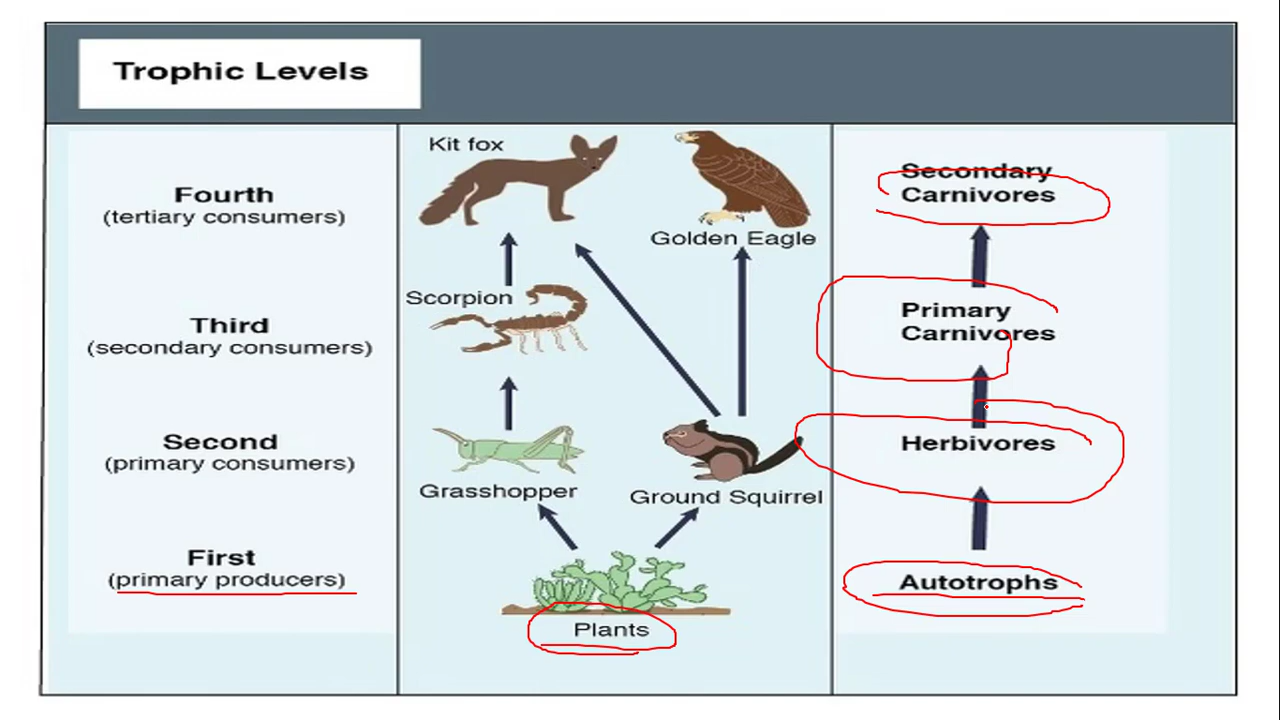 Trophic Levels
Fourth
(tertiary consumers)
Third
(secondary consumers)
Second
(primary consumers)
First
(primary producers)
Kit fox
Golden Eagle
Scorpion
Grasshopper
Ground Squirrel
Plants
Secondary
Carnivores
Primary
Carnivores
Herbivores
Autotrophs